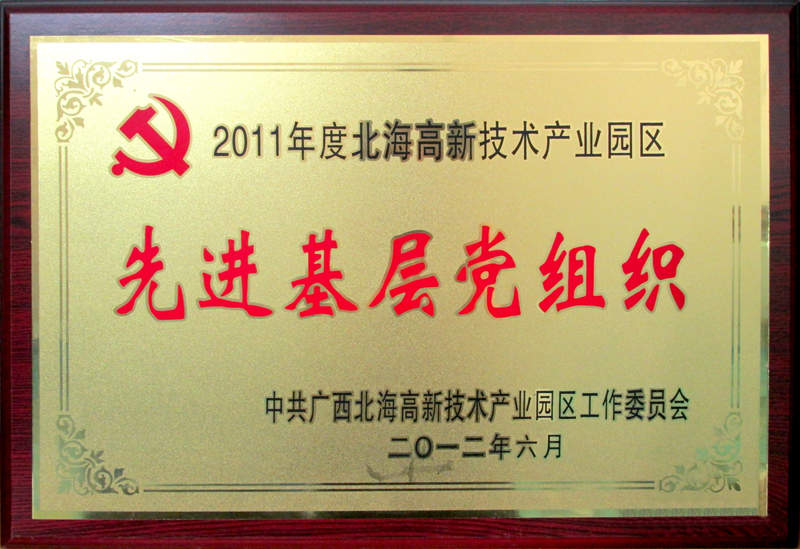 2011年度北海高新技术产业园区
先进基层党组织
中共广西北海高新技术产业园区工作委员会
二〇一二年六月